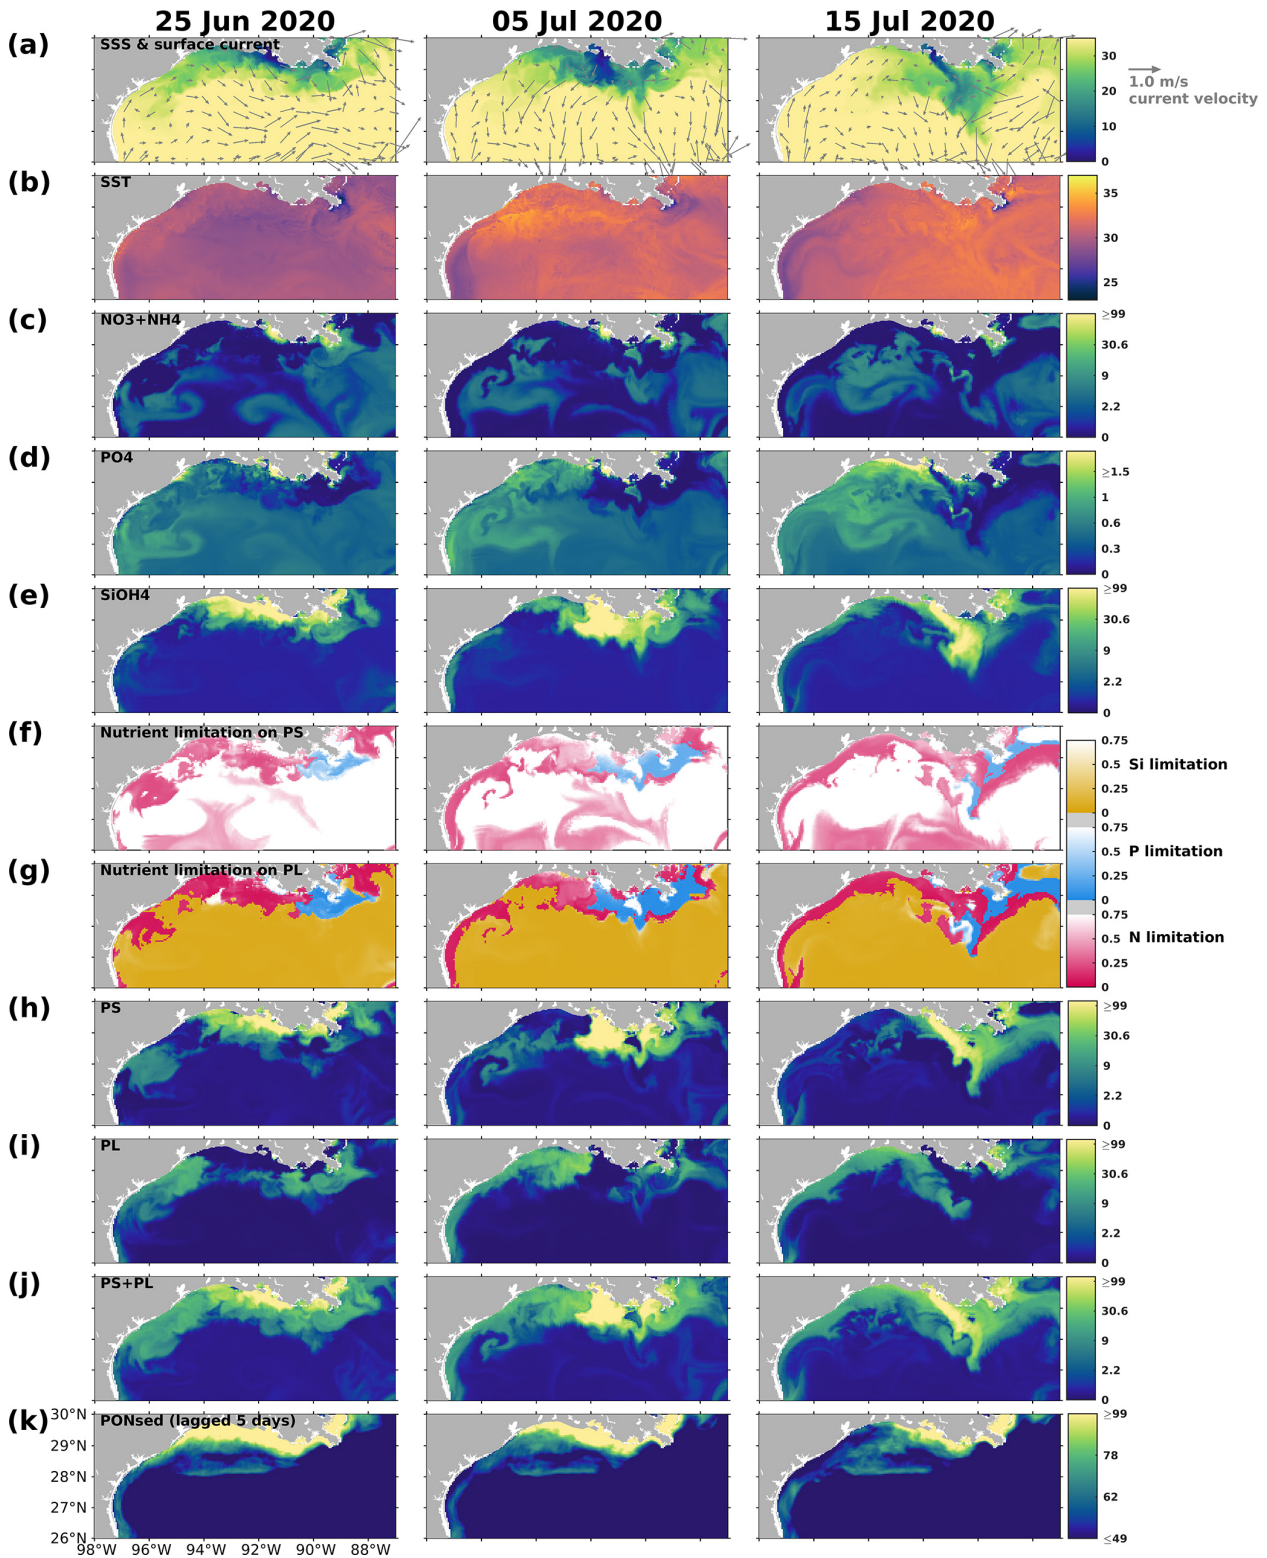 25 Jun 2020 05 Jul 2020 15 Jul 2020
(a) SSS & surface current
30
20
10
0
1.0 m/s
current velocity
(b) SST
35
30
25
(c) NO3+NH4
≥99
30.6
9
2.2
0
(d) PO4
≥1.5
1
0.6
0.3
0
(e) SiOH4
≥99
30.6
9
2.2
0
(f) Nutrient limitation on PS
0.75
0.5
0.25
0
Si limitation
0.75
0.5
0.25
0
P limitation
(g) Nutrient limitation on PL
0.75
0.5
0.25
0
N limitation
(h) PS
≥99
30.6
9
2.2
0
(i) PL
≥99
30.6
9
2.2
0
(j) PS+PL
≥99
30.6
9
2.2
0
(k) PONsed (lagged 5 days)
≥99
78
62
<49
30°N
29°N
28°N
27°N
26°N
98°W 96°W 94°W 92°W 90°W 88°W